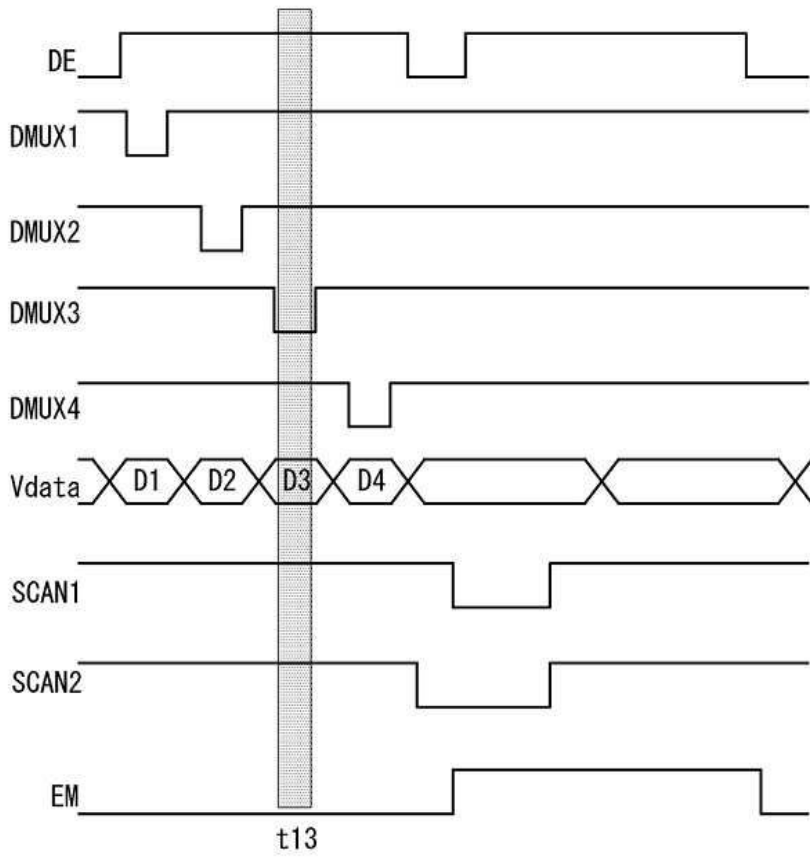 DE
DMUX1
DMUX2
DMUX3
DMUX4
Vdata D1 D2 D3 D4
SCAN1
SCAN2
EM
t13